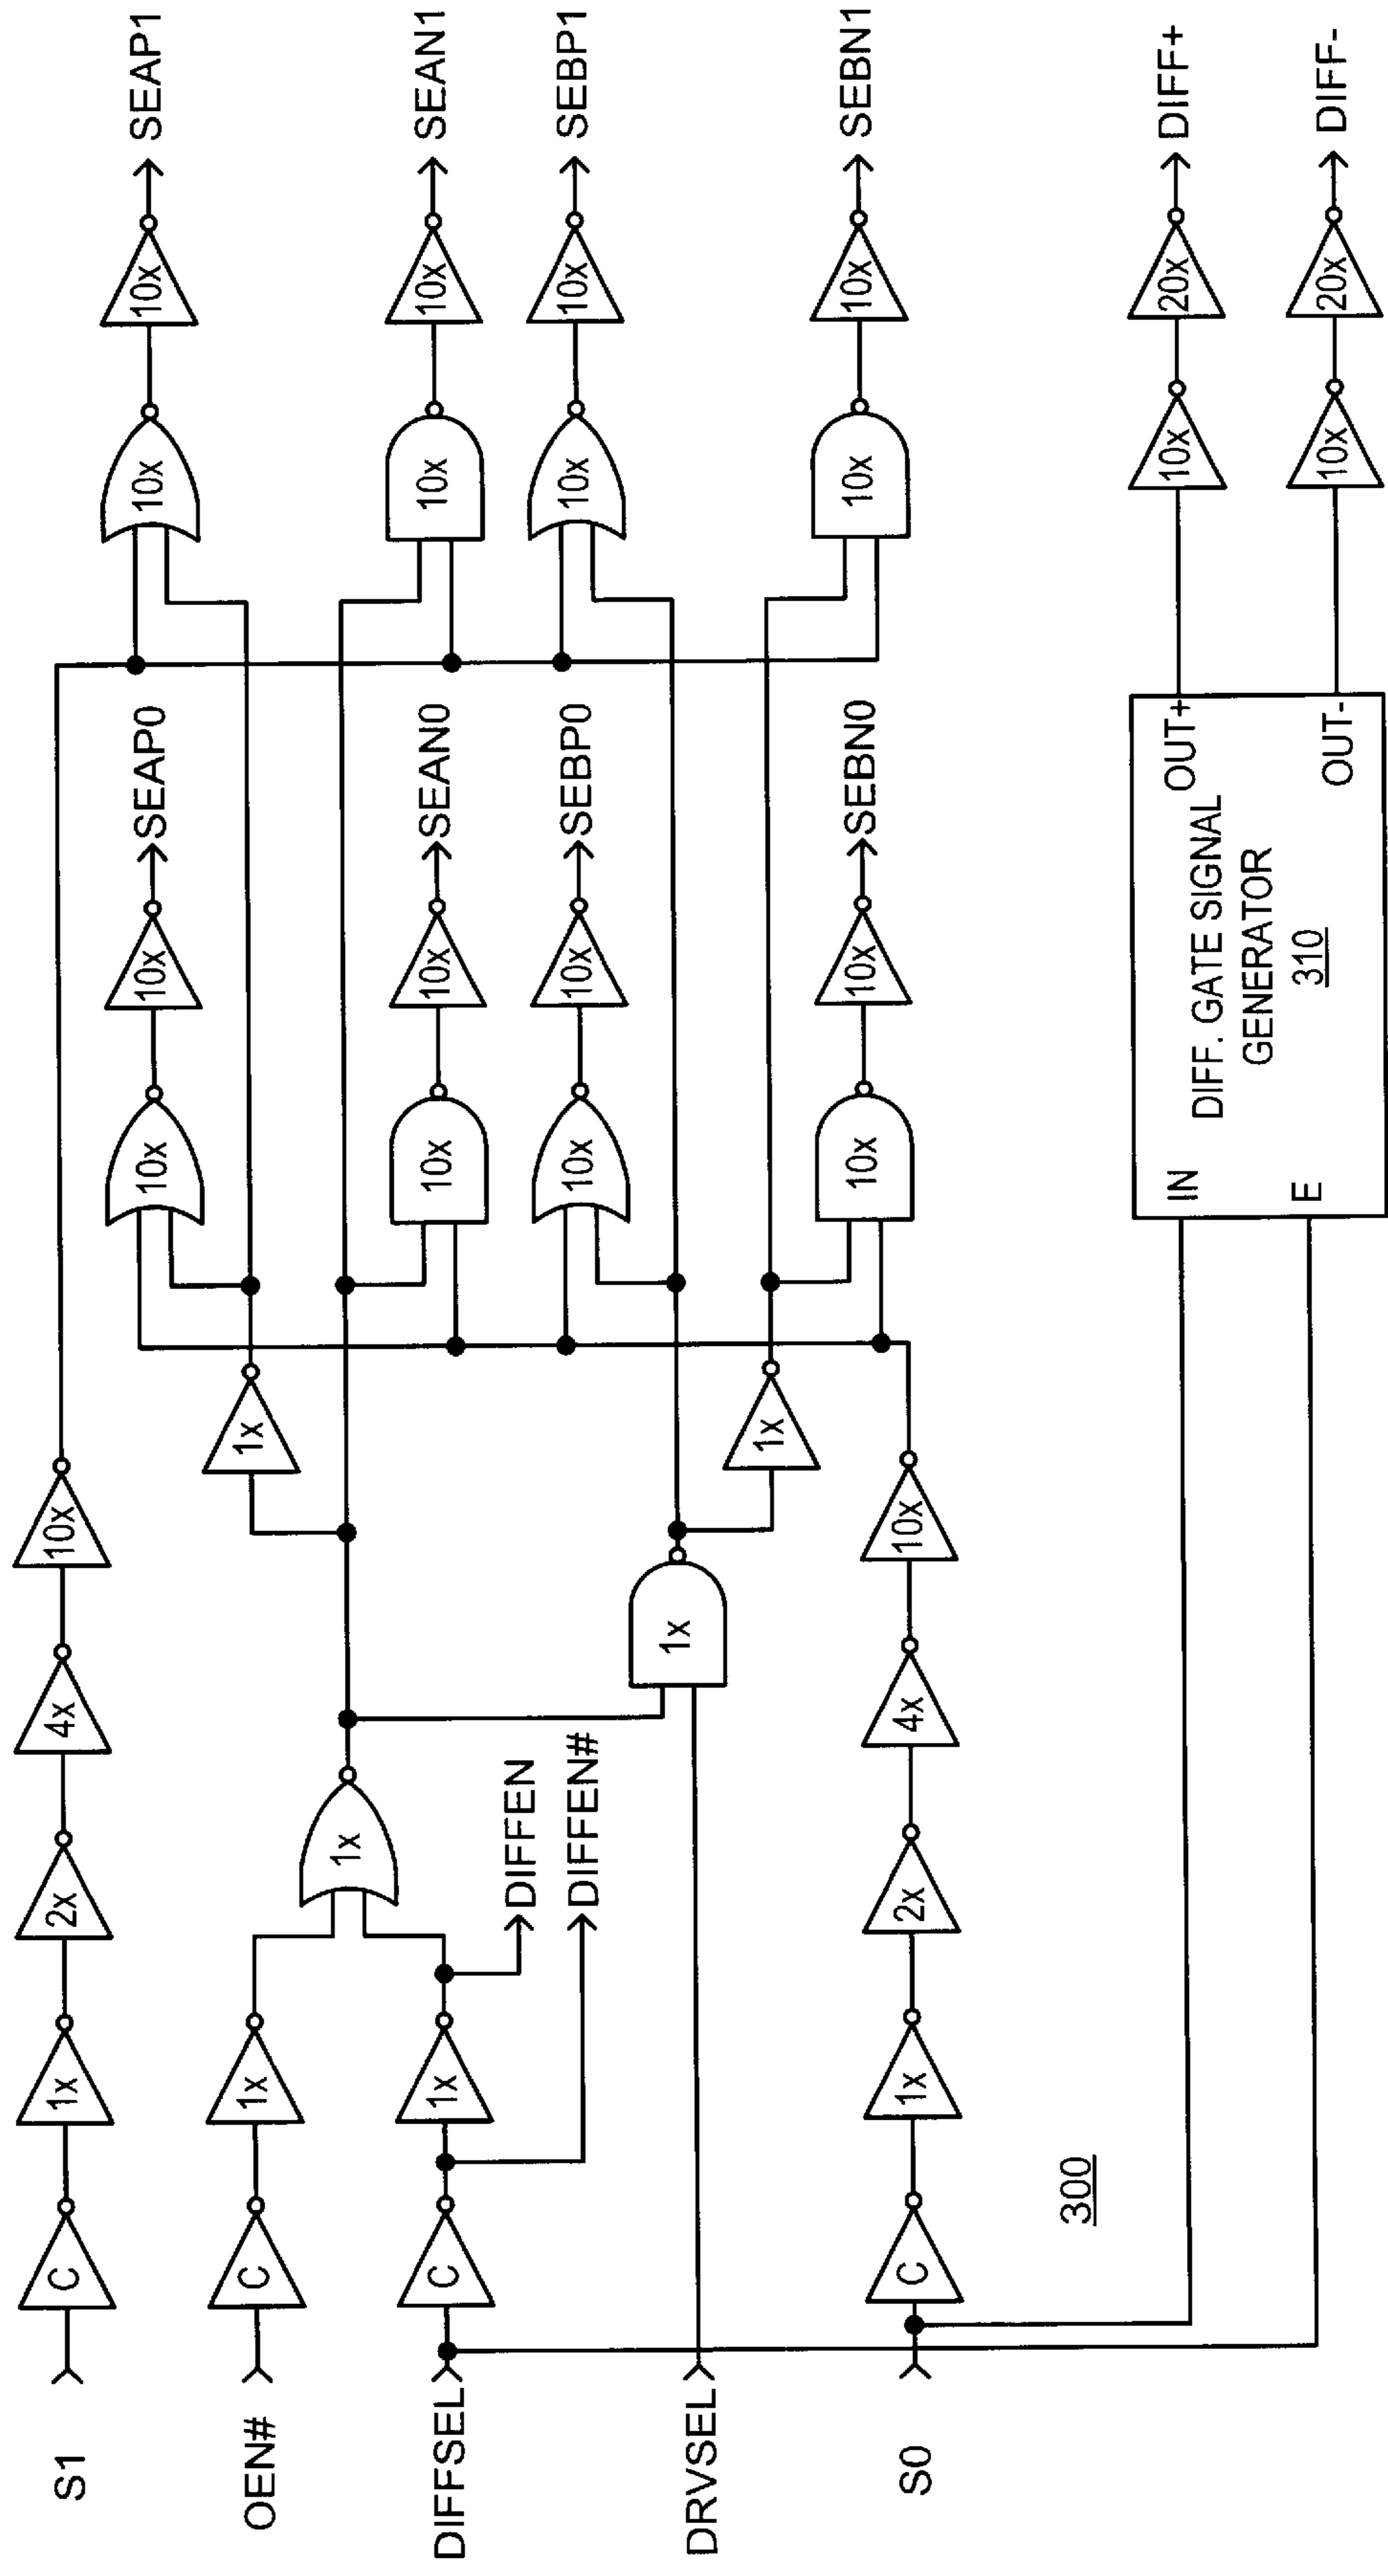 S1
C
1x
2x
4x
10x
10x
10x
SEAP1
OEN#
C
1x
1x
1x
10x
10x
SEAP0
DIFFSEL
C
1x
DIFFEN
DIFFEN#
10x
10x
SEAN0
10x
10x
SEAN1
10x
10x
SEBP0
10x
10x
SEBP1
DRVSEL
1x
1x
10x
10x
SEBN0
10x
10x
SEBN1
S0
C
1x
2x
4x
10x
300
IN
E
DIFF. GATE SIGNAL
GENERATOR
310
OUT+
OUT-
10x
20x
DIFF+
10x
20x
DIFF-